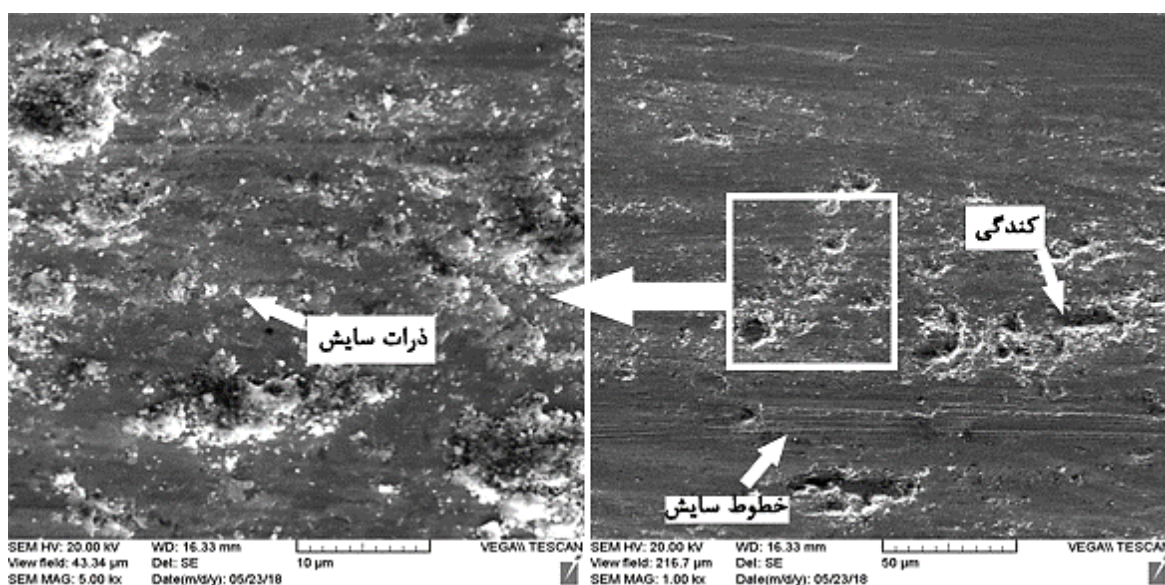 کندگی
ذرات سایش
خطوط سایش
SEM HV: 20.00 kV WD: 16.33 mm VEGA\\ TESCAN
View field: 43.34 µm Det: SE 10 µm
SEM MAG: 5.00 kx Date(m/d/y): 05/23/18
SEM HV: 20.00 kV WD: 16.33 mm VEGA\\ TESCAN
View field: 216.7 µm Det: SE 50 µm
SEM MAG: 1.00 kx Date(m/d/y): 05/23/18